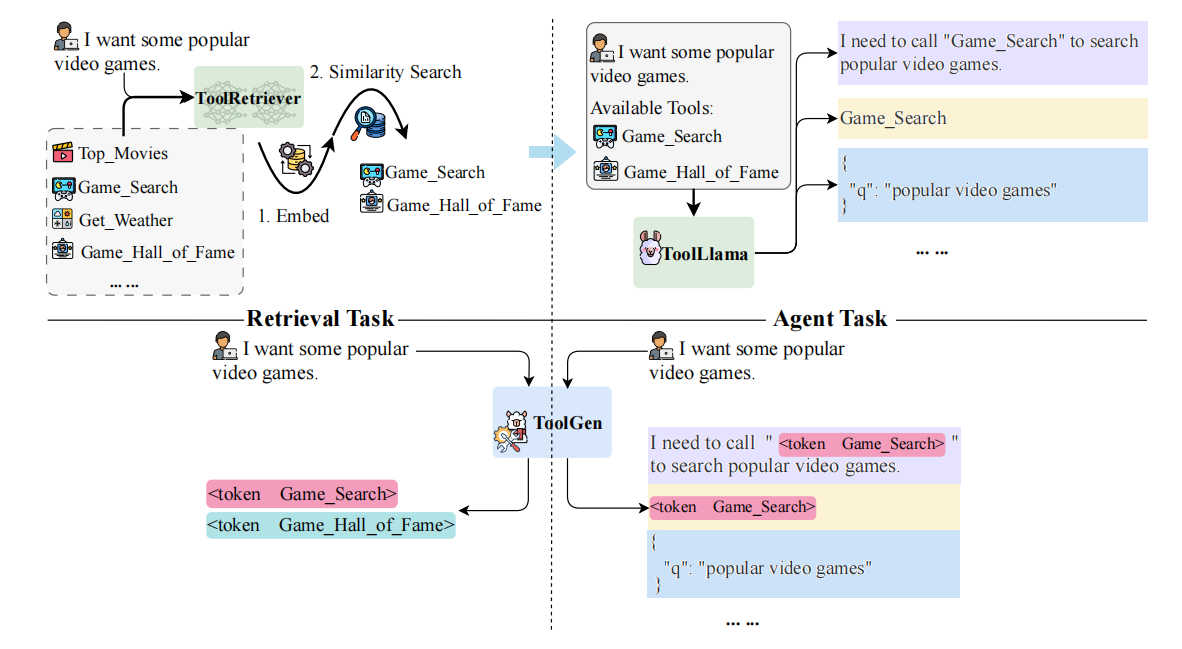 I want some popular
video games.
ToolRetriever
2. Similarity Search
Top_Movies
Game_Search
Get_Weather
Game_Hall_of_Fame
... ...
1. Embed
Game_Search
Game_Hall_of_Fame
I want some popular
video games.
Available Tools:
Game_Search
Game_Hall_of_Fame
ToolLlama
I need to call "Game_Search" to search
popular video games.
Game_Search
{
"q": "popular video games"
}
... ...
Retrieval Task
Agent Task
I want some popular
video games.
I want some popular
video games.
ToolGen
<token Game_Search>
<token Game_Hall_of_Fame>
I need to call " <token Game_Search> "
to search popular video games.
<token Game_Search>
{
"q": "popular video games"
}
... ...